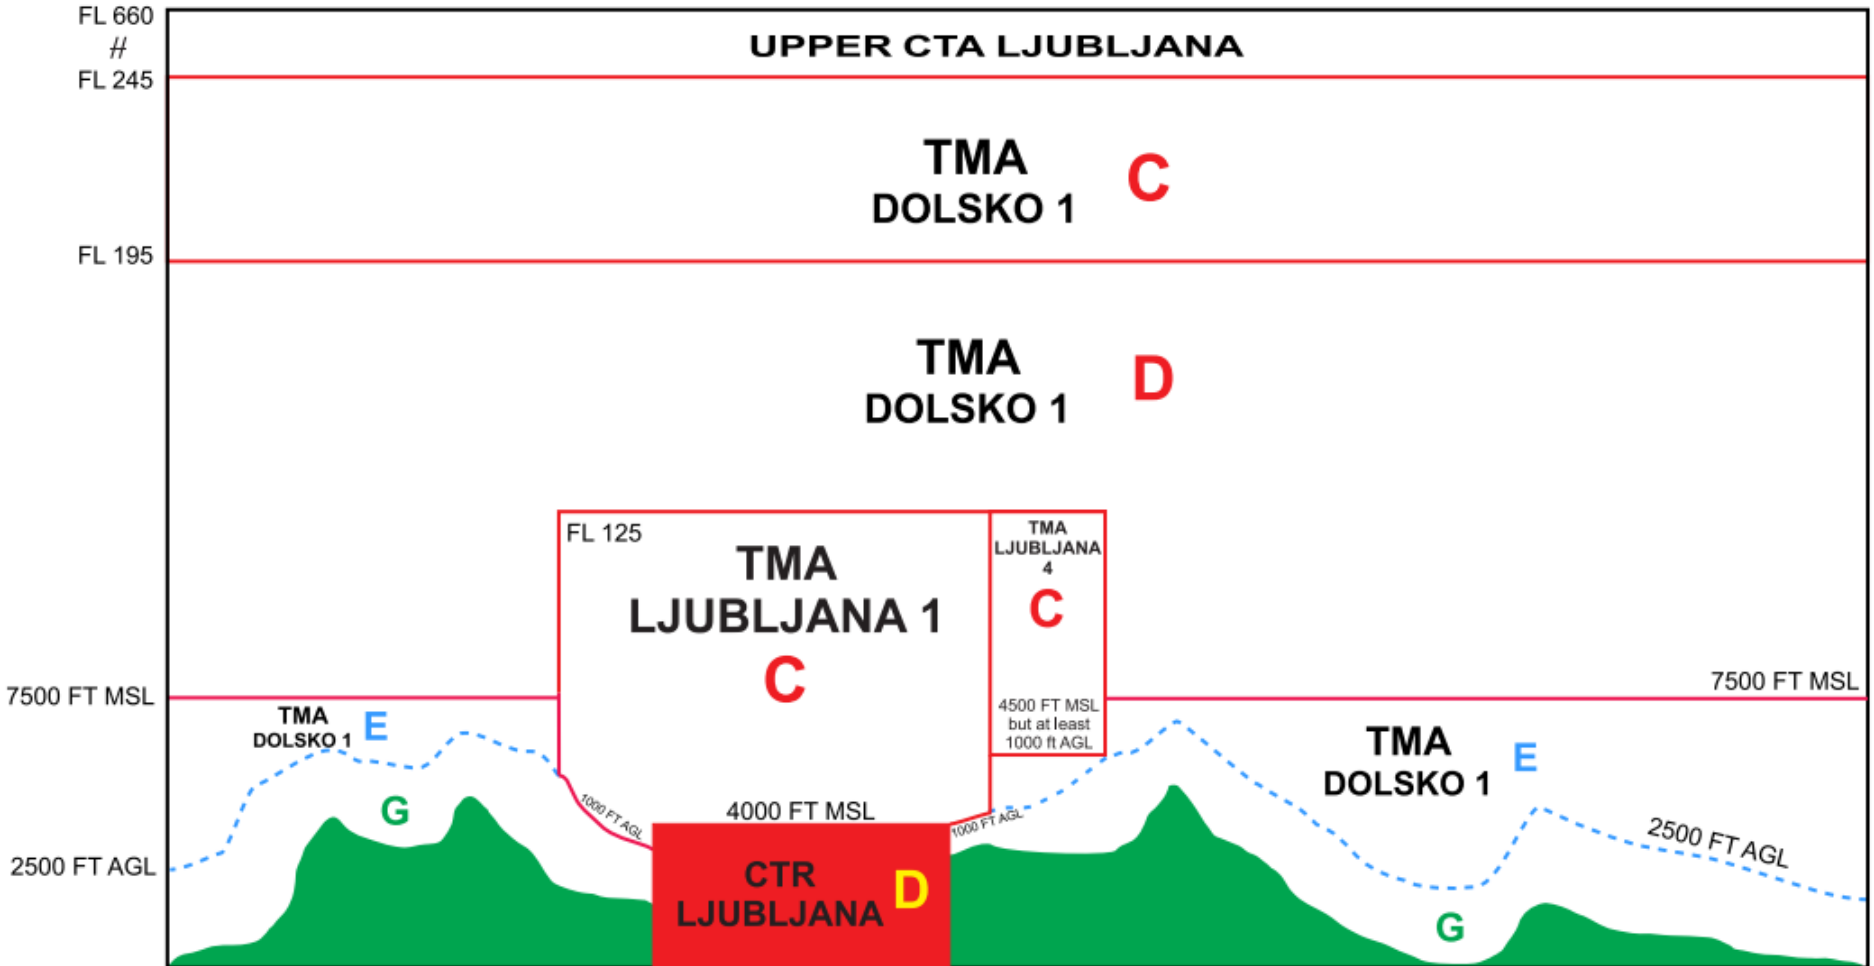 FL 660
#
UPPER CTA LJUBLJANA
FL 245
TMA
DOLSKO 1
C
FL 195
TMA
DOLSKO 1
D
FL 125
TMA
LJUBLJANA 1
C
TMA
LJUBLJANA
4
C
4500 FT MSL
but at least
1000 ft AGL
7500 FT MSL
7500 FT MSL
TMA
DOLSKO 1
E
TMA
DOLSKO 1
E
G
1000 FT AGL
4000 FT MSL
1000 FT AGL
2500 FT AGL
2500 FT AGL
CTR
LJUBLJANA
D
G